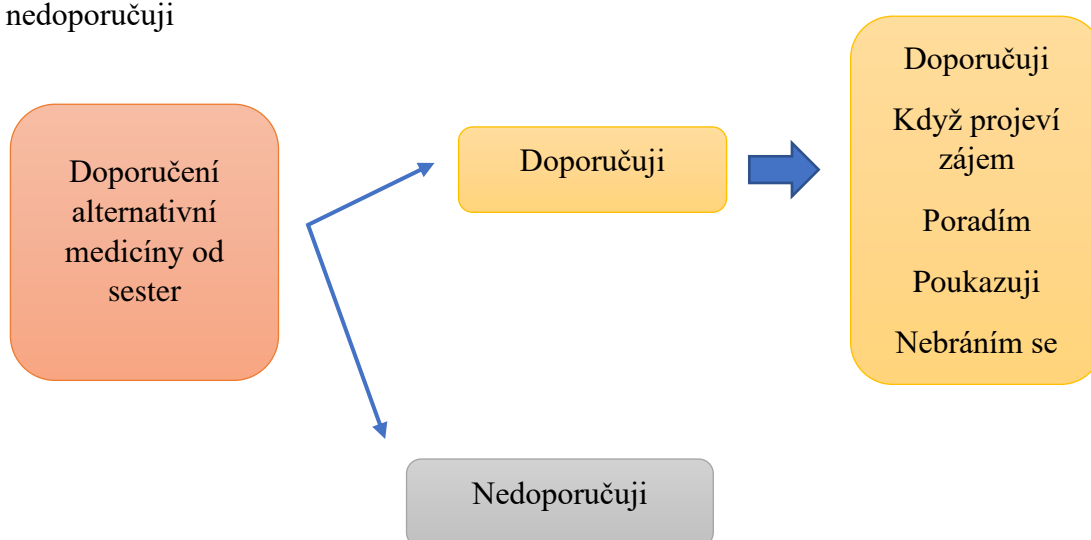 nedoporučuji
Doporučení
alternativní
medicíny od
sester
Doporučuji
Doporučuji
Když projeví
zájem
Poradím
Poukazuji
Nebráním se
Nedoporučuji